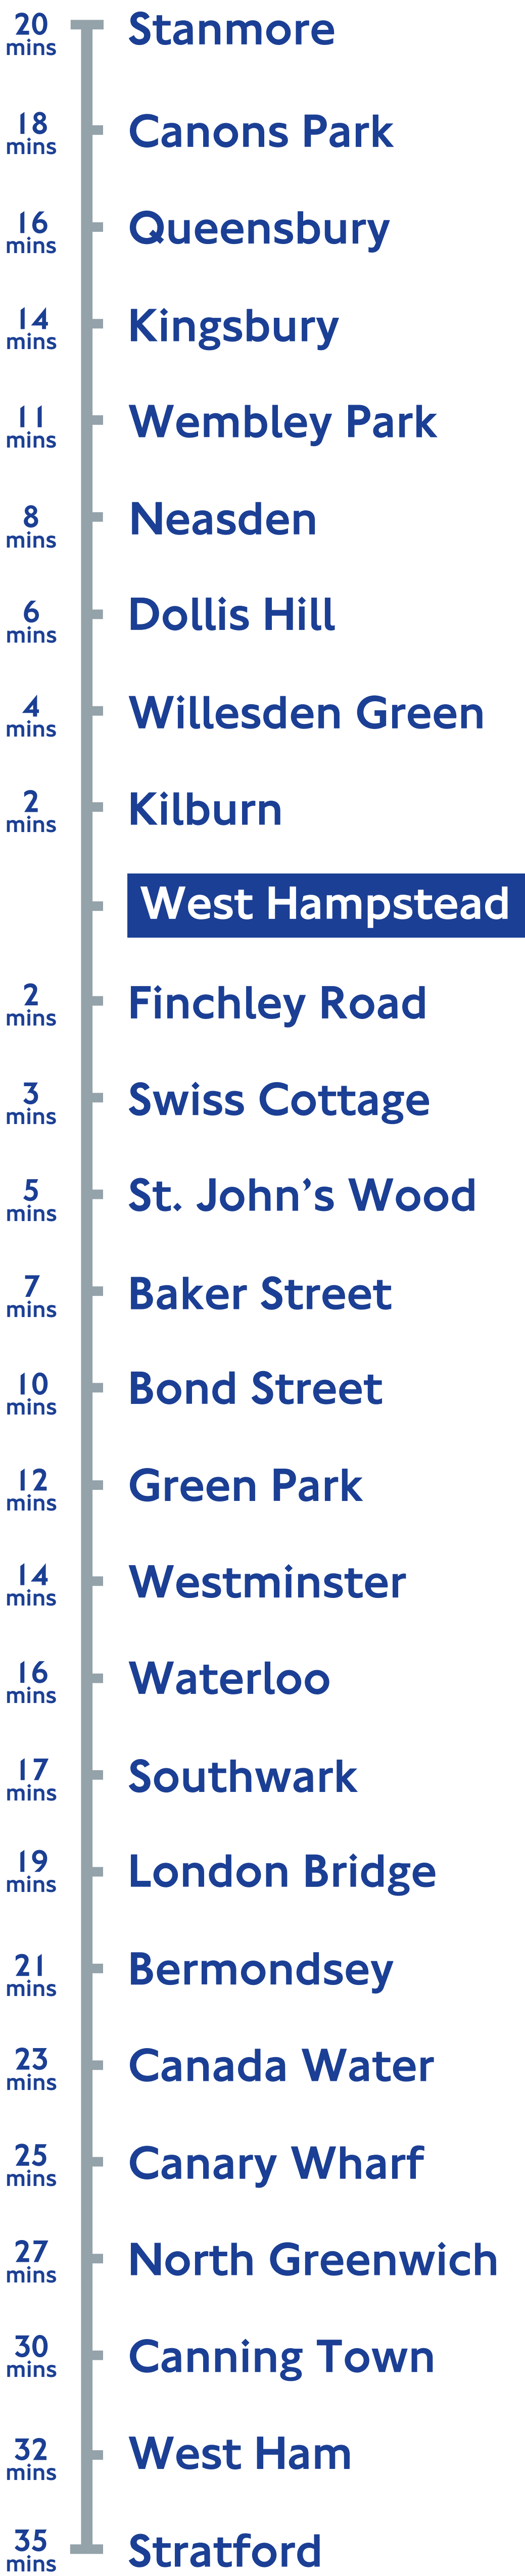 20 mins Stanmore
18 mins Canons Park
16 mins Queensbury
14 mins Kingsbury
11 mins Wembley Park
8 mins Neasden
6 mins Dollis Hill
4 mins Willesden Green
2 mins Kilburn
West Hampstead
2 mins Finchley Road
3 mins Swiss Cottage
5 mins St. John’s Wood
7 mins Baker Street
10 mins Bond Street
12 mins Green Park
14 mins Westminster
16 mins Waterloo
17 mins Southwark
19 mins London Bridge
21 mins Bermondsey
23 mins Canada Water
25 mins Canary Wharf
27 mins North Greenwich
30 mins Canning Town
32 mins West Ham
35 mins Stratford